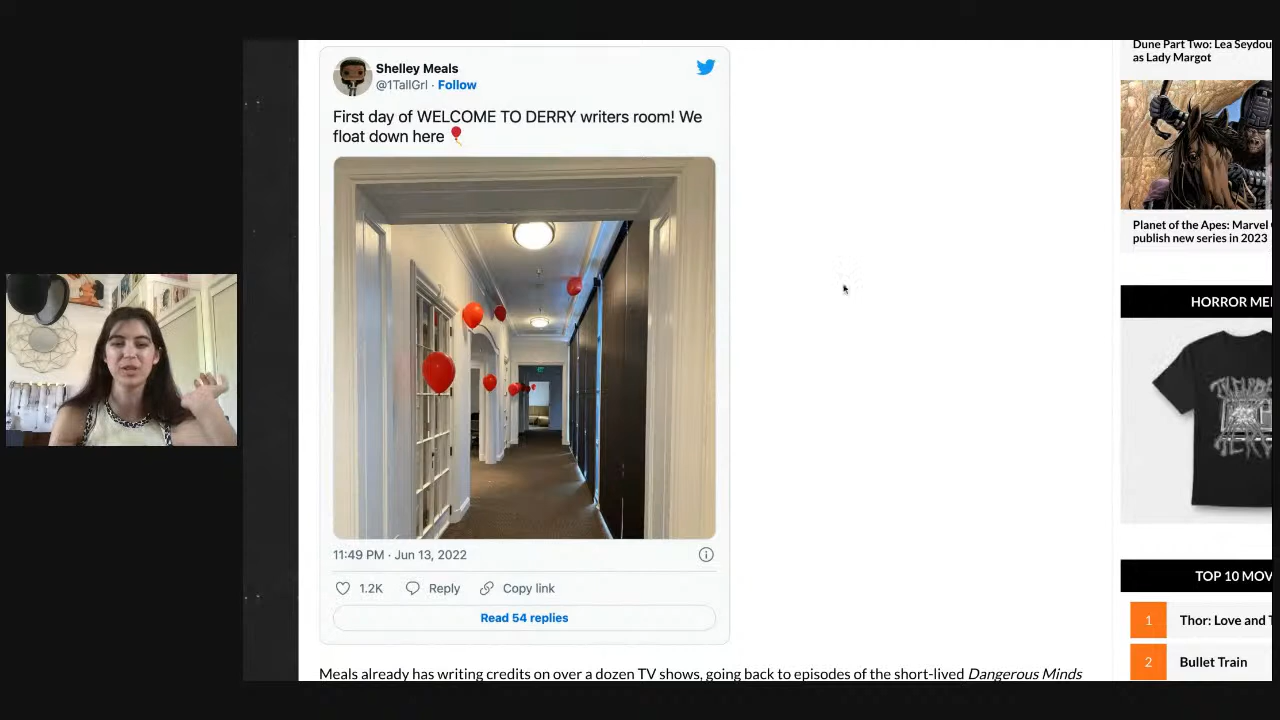 Shelley Meals
@1TallGrl · Follow
First day of WELCOME TO DERRY writers room! We
float down here
11:49 PM · Jun 13, 2022
1.2K Reply Copy link
Read 54 replies
Meals already has writing credits on over a dozen TV shows, going back to episodes of the short-lived Dangerous Minds
Dune Part Two: Lea Seydou
as Lady Margot
Planet of the Apes: Marvel
publish new series in 2023
HORROR ME
TOP 10 MOV
1 Thor: Love and T
2 Bullet Train